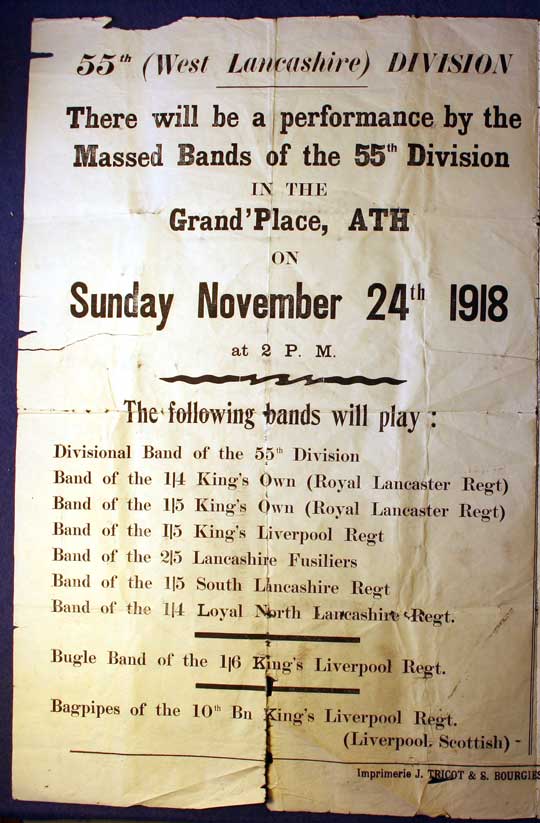 55th (West Lancashire) DIVISION
There will be a performance by the
Massed Bands of the 55th Division
IN THE
Grand'Place, ATH
ON
Sunday November 24th 1918
at 2 P. M.
The following bands will play :
Divisional Band of the 55th Division
Band of the 1|4 King's Own (Royal Lancaster Regt)
Band of the 1|5 King's Own (Royal Lancaster Regt)
Band of the 1|5 King's Liverpool Regt
Band of the 2|5 Lancashire Fusiliers
Band of the 1|5 South Lancashire Regt
Band of the 1|4 Loyal North Lancashire Regt.
Bugle Band of the 1|6 King's Liverpool Regt.
Bagpipes of the 10th Bn King's Liverpool Regt.
(Liverpool. Scottish)
Imprimerie J. TRICOT & S. BOURGIES